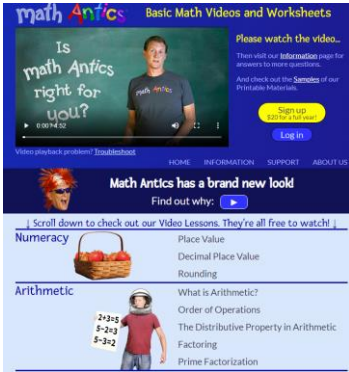 math Antics
Basic Math Videos and Worksheets
Is
math Antics
right for
you?
math Antics
0:00 / 4:52
Please watch the video...
Then visit our Information page for
answers to more questions.
And check out the Samples of our
Printable Materials.
Sign up
$20 for a full year!
Log in
Video playback problem? Troubleshoot
HOME INFORMATION SUPPORT ABOUT US
Math Antics has a brand new look!
Find out why:
↓ Scroll down to check out our Video Lessons. They're all free to watch! ↓
Numeracy
Place Value
Decimal Place Value
Rounding
Arithmetic
2+3=5
5-2=3
5-3=2
What is Arithmetic?
Order of Operations
The Distributive Property in Arithmetic
Factoring
Prime Factorization